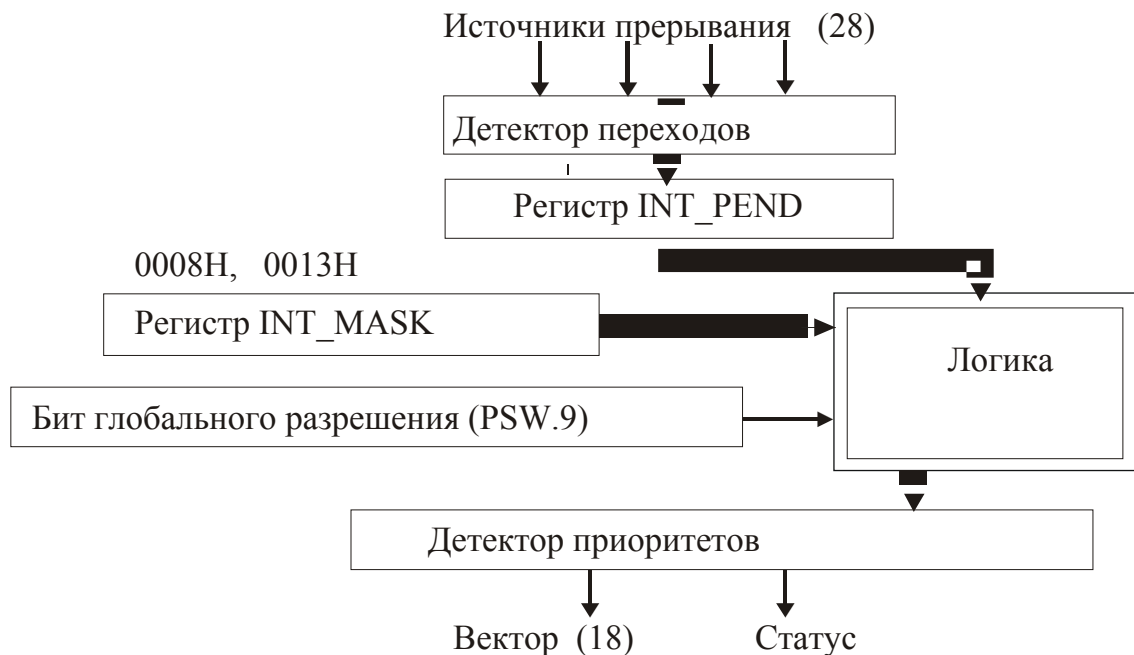 Источники прерывания (28)
Детектор переходов
Регистр INT_PEND
0008H, 0013H
Регистр INT_MASK
Логика
Бит глобального разрешения (PSW.9)
Детектор приоритетов
Вектор (18) Статус